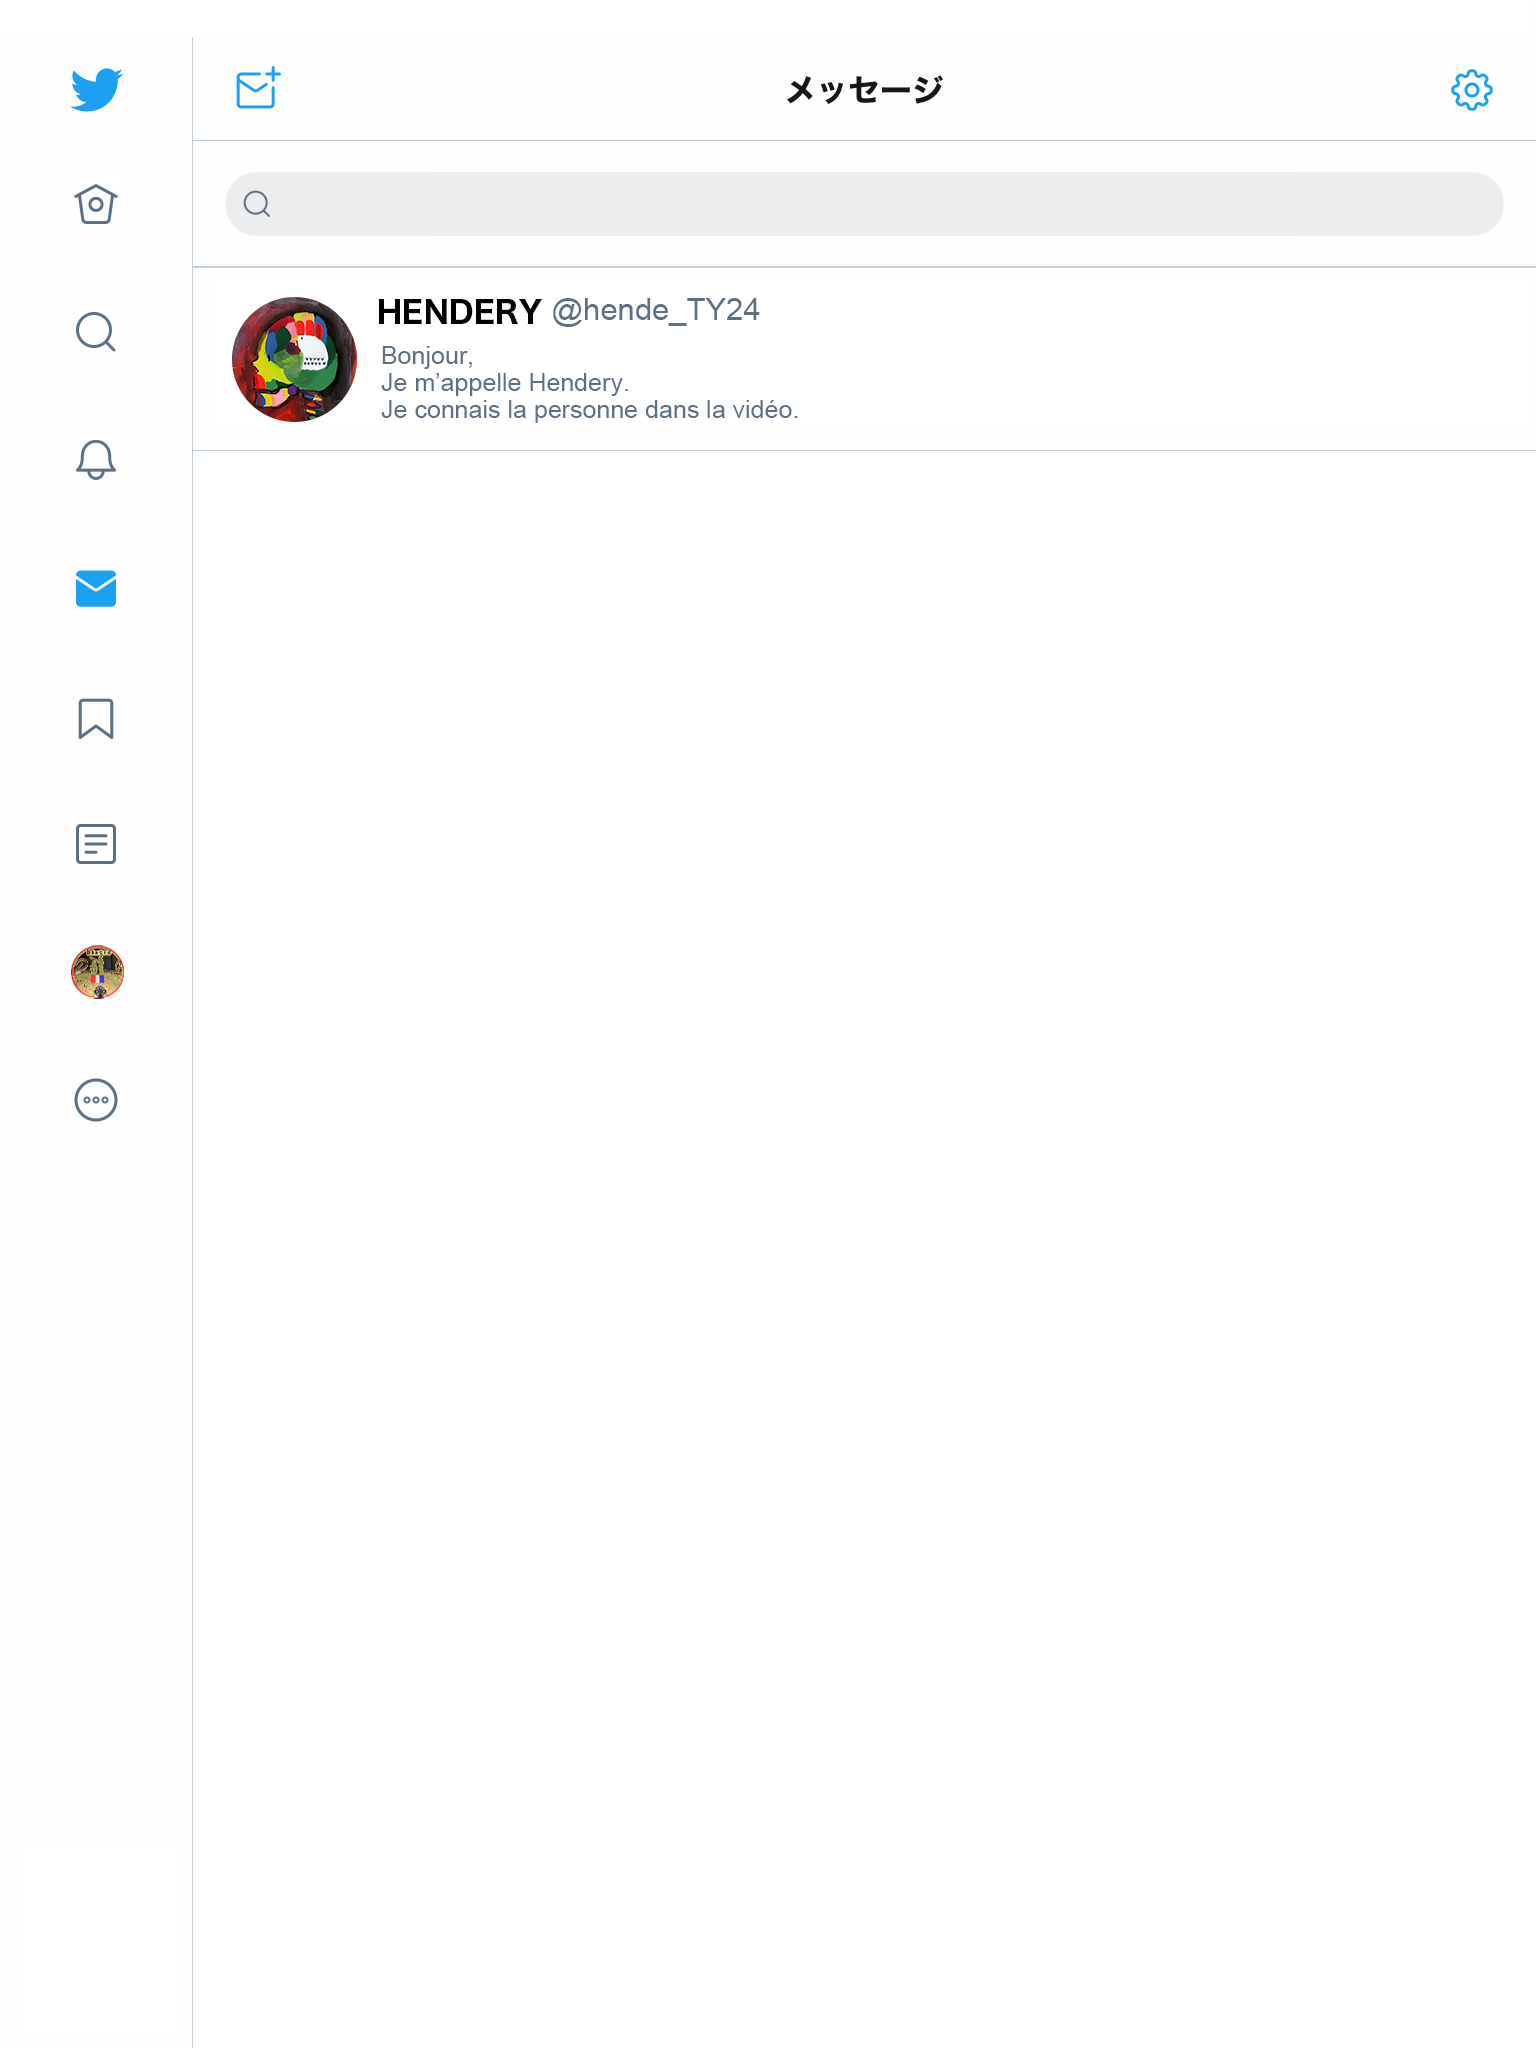 メッセージ
HENDERY @hende_TY24
Bonjour,
Je m’appelle Hendery.
Je connais la personne dans la vidéo.